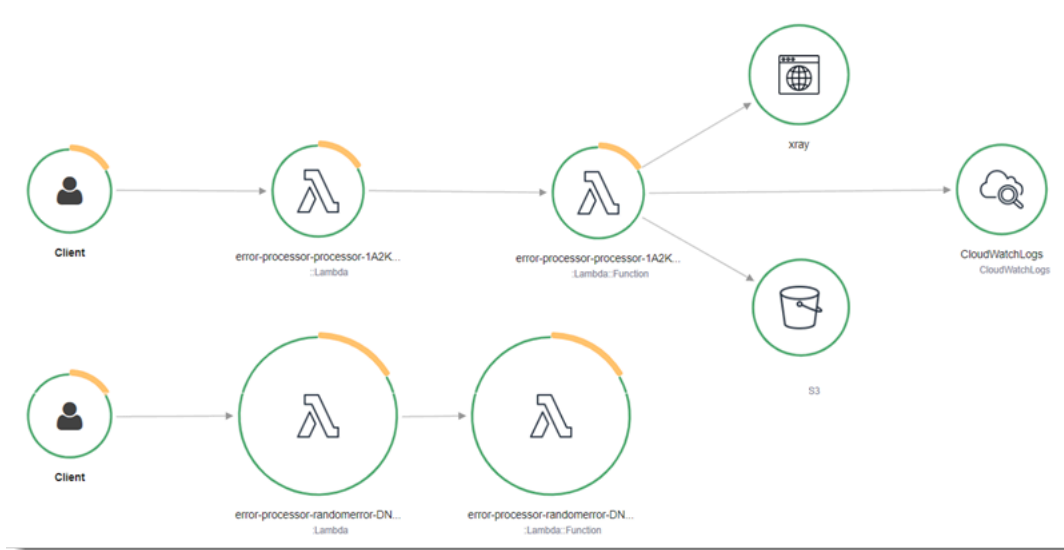 xray
Client
error-processor-processor-1A2K...
::Lambda
error-processor-processor-1A2K...
:Lambda::Function
CloudWatchLogs
CloudWatchLogs
S3
Client
error-processor-randomerror-DN...
:Lambda
error-processor-randomerror-DN...
:Lambda::Function